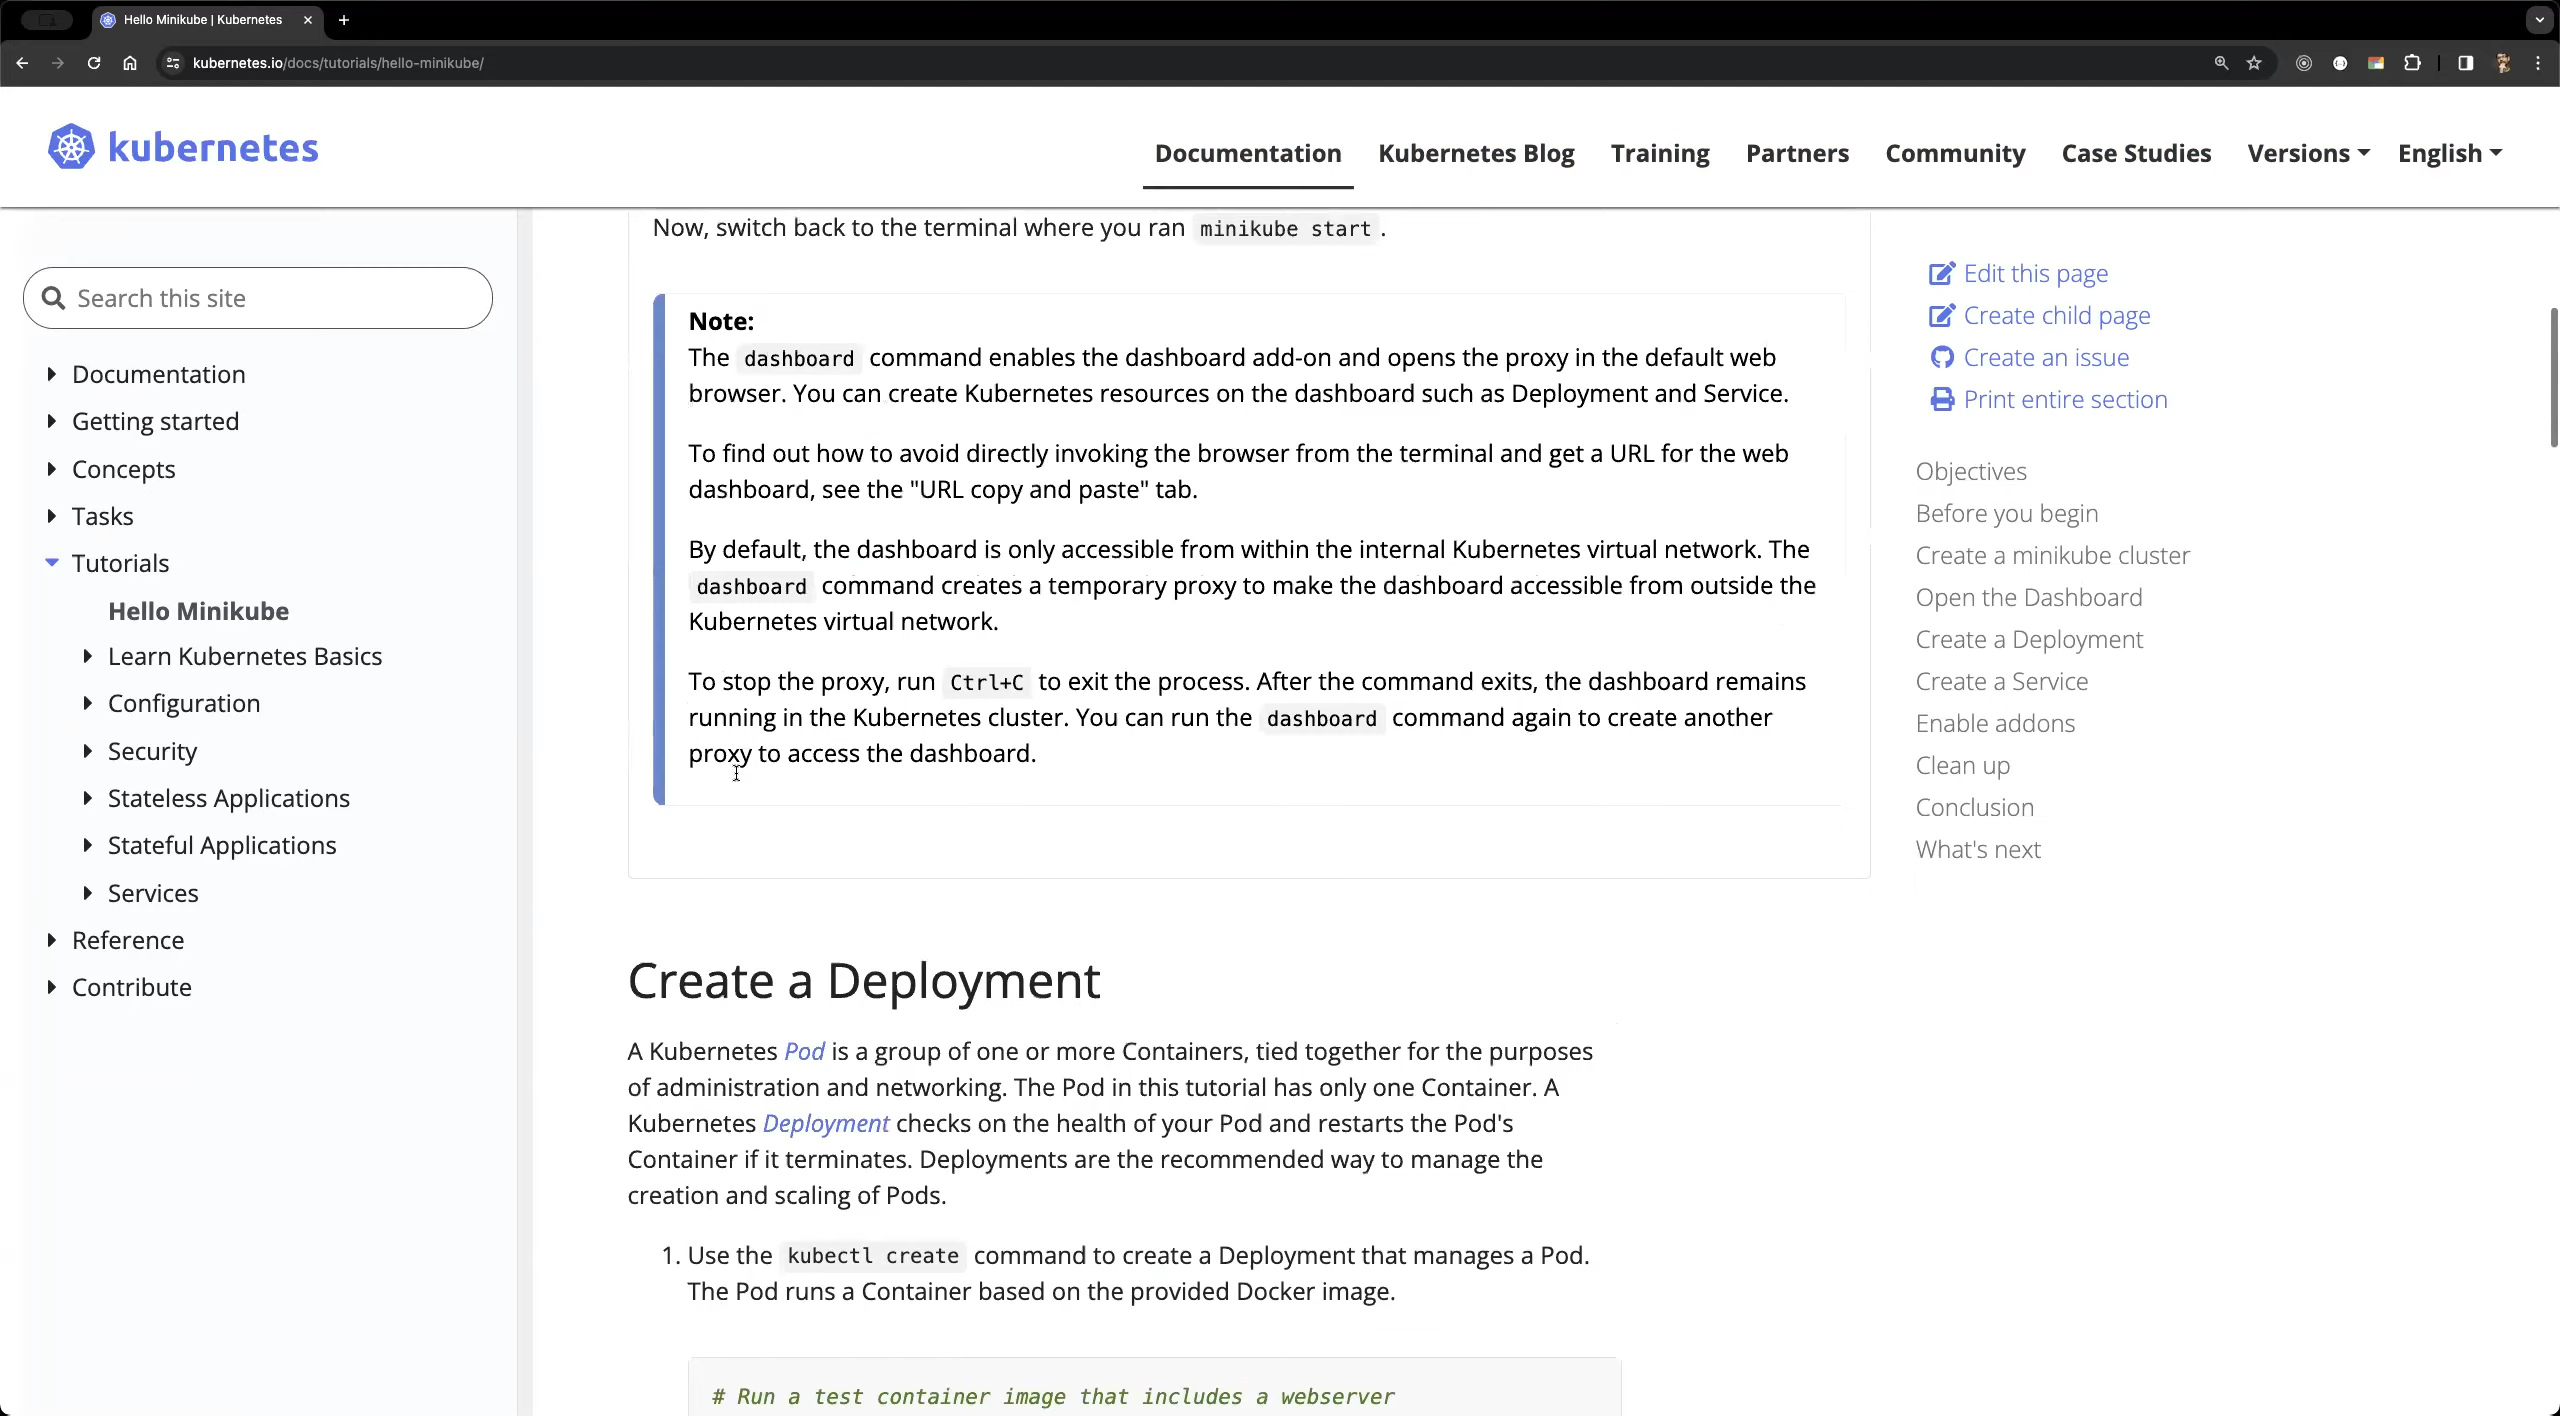 Hello Minikube | Kubernetes
kubernetes.io/docs/tutorials/hello-minikube/
kubernetes
Documentation
Kubernetes Blog
Training
Partners
Community
Case Studies
Versions
English
Search this site
Documentation
Getting started
Concepts
Tasks
Tutorials
Hello Minikube
Learn Kubernetes Basics
Configuration
Security
Stateless Applications
Stateful Applications
Services
Reference
Contribute
Now, switch back to the terminal where you ran minikube start .
Note:
The dashboard command enables the dashboard add-on and opens the proxy in the default web
browser. You can create Kubernetes resources on the dashboard such as Deployment and Service.
To find out how to avoid directly invoking the browser from the terminal and get a URL for the web
dashboard, see the "URL copy and paste" tab.
By default, the dashboard is only accessible from within the internal Kubernetes virtual network. The
dashboard command creates a temporary proxy to make the dashboard accessible from outside the
Kubernetes virtual network.
To stop the proxy, run Ctrl+C to exit the process. After the command exits, the dashboard remains
running in the Kubernetes cluster. You can run the dashboard command again to create another
proxy to access the dashboard.
Create a Deployment
A Kubernetes Pod is a group of one or more Containers, tied together for the purposes
of administration and networking. The Pod in this tutorial has only one Container. A
Kubernetes Deployment checks on the health of your Pod and restarts the Pod's
Container if it terminates. Deployments are the recommended way to manage the
creation and scaling of Pods.
1. Use the kubectl create command to create a Deployment that manages a Pod.
The Pod runs a Container based on the provided Docker image.
# Run a test container image that includes a webserver
Edit this page
Create child page
Create an issue
Print entire section
Objectives
Before you begin
Create a minikube cluster
Open the Dashboard
Create a Deployment
Create a Service
Enable addons
Clean up
Conclusion
What's next